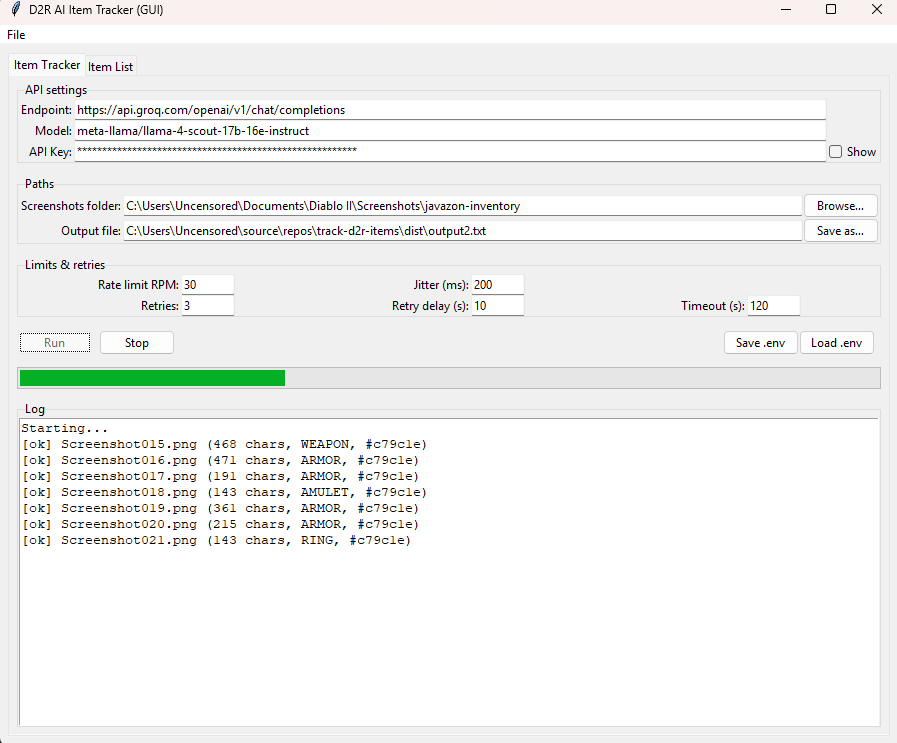 D2R AI Item Tracker (GUI)
File
Item Tracker Item List
API settings
Endpoint: https://api.groq.com/openai/v1/chat/completions
Model: meta-llama/llama-4-scout-17b-16e-instruct
API Key: ******************************************************** Show
Paths
Screenshots folder: C:\Users\Uncensored\Documents\Diablo II\Screenshots\javazon-inventory Browse...
Output file: C:\Users\Uncensored\source\repos\track-d2r-items\dist\output2.txt Save as...
Limits & retries
Rate limit RPM: 30 Jitter (ms): 200
Retries: 3 Retry delay (s): 10 Timeout (s): 120
Run Stop Save .env Load .env
Log
Starting...
[ok] Screenshot015.png (468 chars, WEAPON, #c79c1e)
[ok] Screenshot016.png (471 chars, ARMOR, #c79c1e)
[ok] Screenshot017.png (191 chars, ARMOR, #c79c1e)
[ok] Screenshot018.png (143 chars, AMULET, #c79c1e)
[ok] Screenshot019.png (361 chars, ARMOR, #c79c1e)
[ok] Screenshot020.png (215 chars, ARMOR, #c79c1e)
[ok] Screenshot021.png (143 chars, RING, #c79c1e)